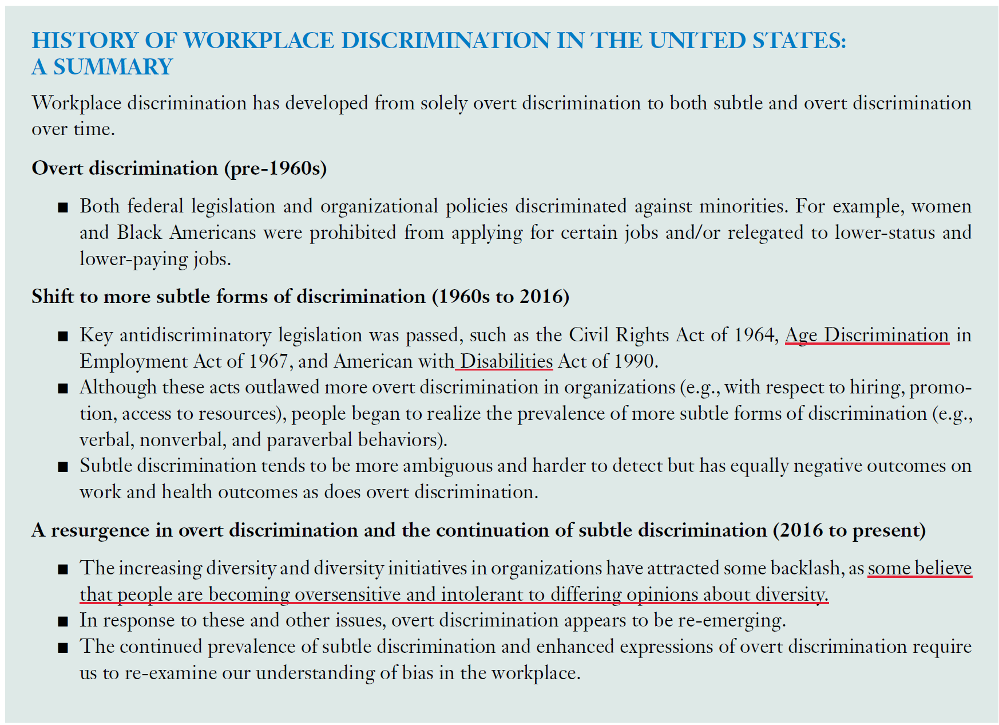 HISTORY OF WORKPLACE DISCRIMINATION IN THE UNITED STATES:
A SUMMARY
Workplace discrimination has developed from solely overt discrimination to both subtle and overt discrimination
over time.
Overt discrimination (pre-1960s)
■ Both federal legislation and organizational policies discriminated against minorities. For example, women
and Black Americans were prohibited from applying for certain jobs and/or relegated to lower-status and
lower-paying jobs.
Shift to more subtle forms of discrimination (1960s to 2016)
■ Key antidiscriminatory legislation was passed, such as the Civil Rights Act of 1964, Age Discrimination in
Employment Act of 1967, and American with Disabilities Act of 1990.
■ Although these acts outlawed more overt discrimination in organizations (e.g., with respect to hiring, promo-
tion, access to resources), people began to realize the prevalence of more subtle forms of discrimination (e.g.,
verbal, nonverbal, and paraverbal behaviors).
■ Subtle discrimination tends to be more ambiguous and harder to detect but has equally negative outcomes on
work and health outcomes as does overt discrimination.
A resurgence in overt discrimination and the continuation of subtle discrimination (2016 to present)
■ The increasing diversity and diversity initiatives in organizations have attracted some backlash, as some believe
that people are becoming oversensitive and intolerant to differing opinions about diversity.
■ In response to these and other issues, overt discrimination appears to be re-emerging.
■ The continued prevalence of subtle discrimination and enhanced expressions of overt discrimination require
us to re-examine our understanding of bias in the workplace.